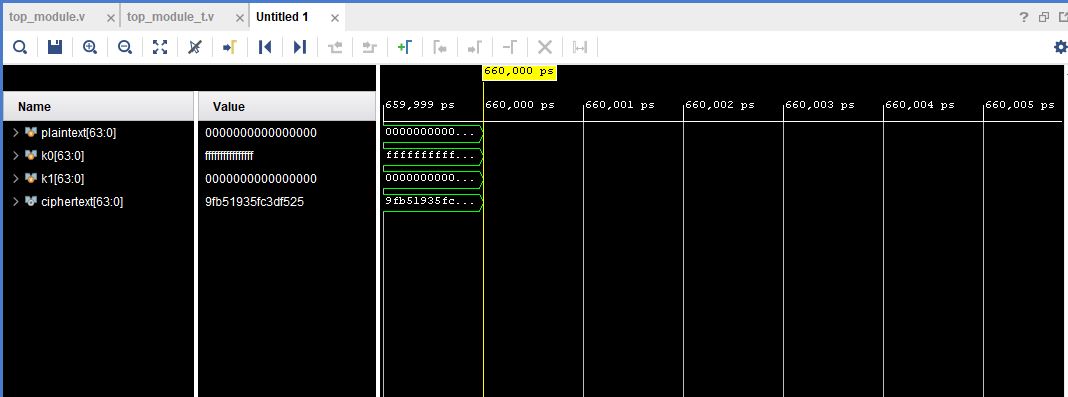 top_module.v × top_module_t.v × Untitled 1 ×
660,000 ps
Name Value 659,999 ps 660,000 ps 660,001 ps 660,002 ps 660,003 ps 660,004 ps 660,005 ps
plaintext[63:0] 0000000000000000 0000000000...
k0[63:0] ffffffffffffffff ffffffffff...
k1[63:0] 0000000000000000 0000000000...
ciphertext[63:0] 9fb51935fc3df525 9fb51935fc...